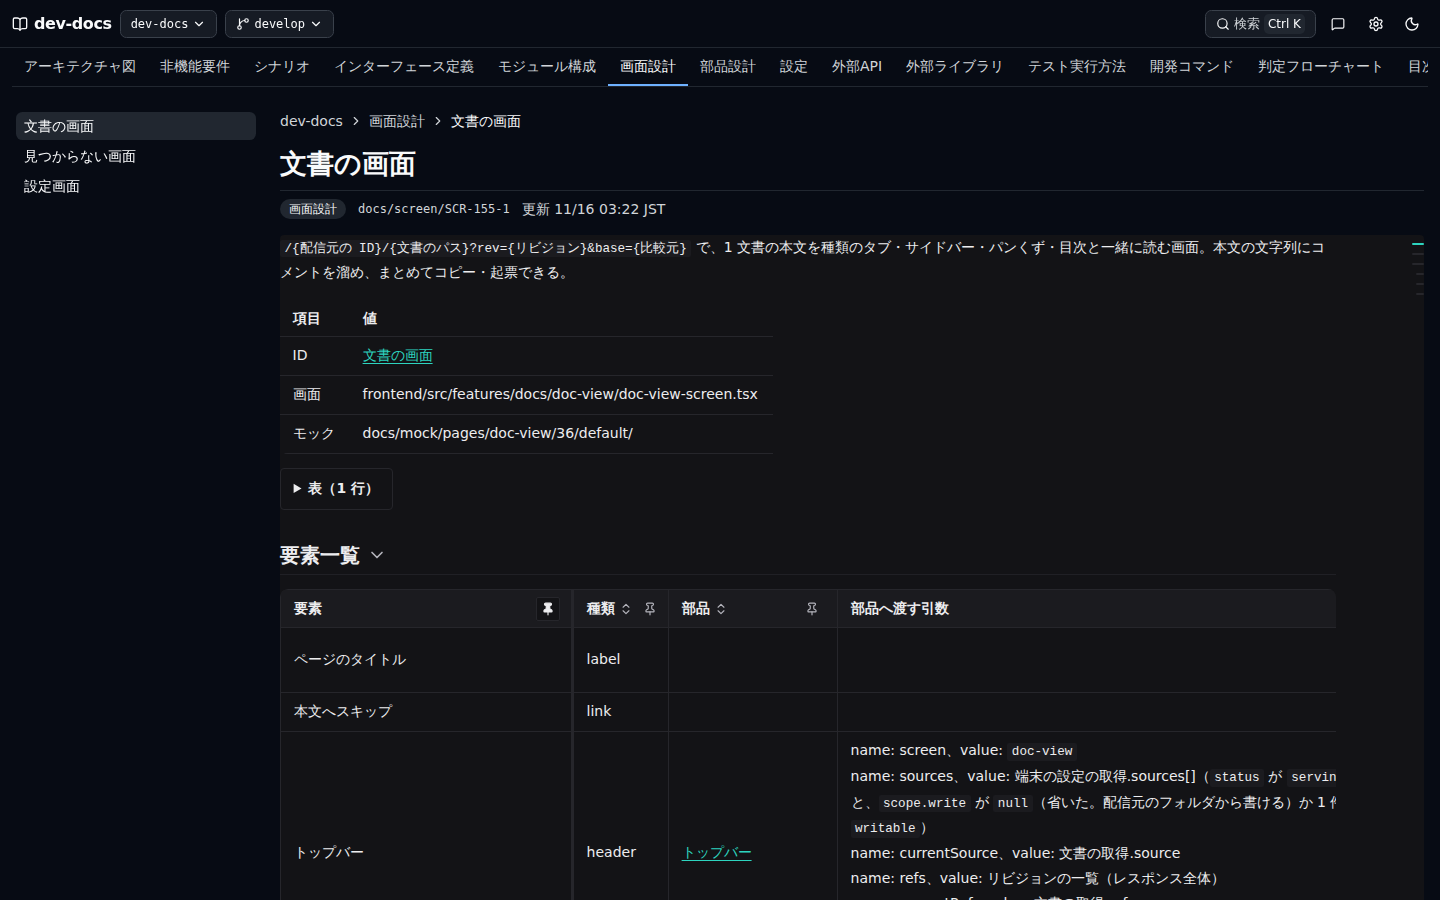 dev-docs
dev-docs
develop
検索 Ctrl K
アーキテクチャ図 非機能要件 シナリオ インターフェース定義 モジュール構成 画面設計 部品設計 設定 外部API 外部ライブラリ テスト実行方法 開発コマンド 判定フローチャート 目
文書の画面
見つからない画面
設定画面
dev-docs > 画面設計 > 文書の画面
文書の画面
画面設計 docs/screen/SCR-155-1 更新 11/16 03:22 JST
/{配信元の ID}/{文書のパス}?rev={リビジョン}&base={比較元} で、1 文書の本文を種類のタブ・サイドバー・パンくず・目次と一緒に読む画面。本文の文字列にコ
メントを溜め、まとめてコピー・起票できる。
項目 値
ID 文書の画面
画面 frontend/src/features/docs/doc-view/doc-view-screen.tsx
モック docs/mock/pages/doc-view/36/default/
▶ 表（1 行）
要素一覧
要素 種類 部品 部品へ渡す引数
ページのタイトル label
本文へスキップ link
トップバー header トップバー
name: screen、value: doc-view
name: sources、value: 端末の設定の取得.sources[]（status が servin
と、scope.write が null（省いた。配信元のフォルダから書ける）か 1 
writable）
name: currentSource、value: 文書の取得.source
name: refs、value: リビジョンの一覧（レスポンス全体）